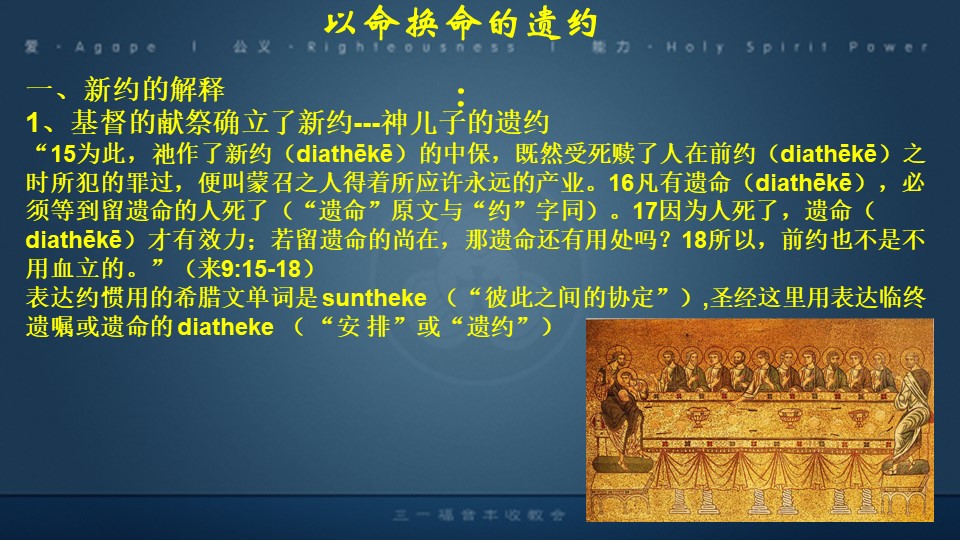 以命换命的遗约
爱 · Agape | 公义 · Righteousness | 能力 · Holy Spirit Power
一、新约的解释 :
1、基督的献祭确立了新约---神儿子的遗约
“15为此，祂作了新约（diathēkē）的中保，既然受死赎了人在前约（diathēkē）之
时所犯的罪过，便叫蒙召之人得着所应许永远的产业。16凡有遗命（diathēkē），必
须等到留遗命的人死了（“遗命”原文与“约”字同）。17因为人死了，遗命（
diathēkē）才有效力；若留遗命的尚在，那遗命还有用处吗？18所以，前约也不是不
用血立的。”（来9:15-18）
表达约惯用的希腊文单词是 suntheke （“彼此之间的协定”）,圣经这里用表达临终
遗嘱或遗命的 diatheke （ “安 排”或“遗约”）
三一福音丰收教会